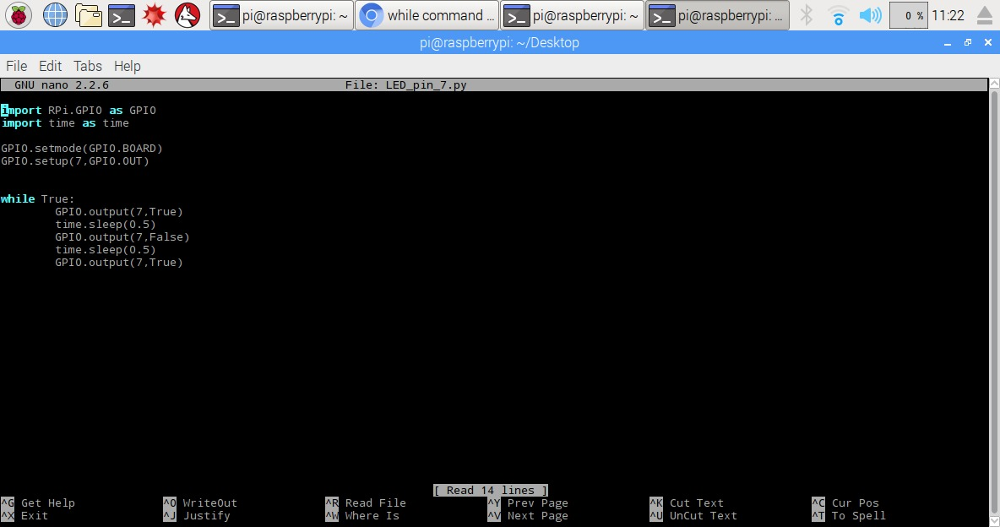 pi@raspberrypi: ~ while command ... pi@raspberrypi: ~ pi@raspberrypi: ... 0 % 11:22
pi@raspberrypi: ~/Desktop
File Edit Tabs Help
GNU nano 2.2.6 File: LED_pin_7.py
import RPi.GPIO as GPIO
import time as time
GPIO.setmode(GPIO.BOARD)
GPIO.setup(7,GPIO.OUT)
while True:
GPIO.output(7,True)
time.sleep(0.5)
GPIO.output(7,False)
time.sleep(0.5)
GPIO.output(7,True)
[ Read 14 lines ]
^G Get Help ^O WriteOut ^R Read File ^Y Prev Page ^K Cut Text ^C Cur Pos
^X Exit ^J Justify ^W Where Is ^V Next Page ^U UnCut Text ^T To Spell